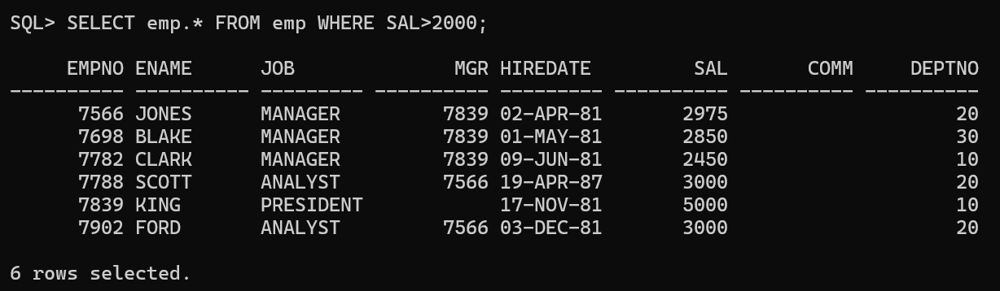 SQL> SELECT emp.* FROM emp WHERE SAL>2000;
     EMPNO ENAME      JOB              MGR HIREDATE         SAL       COMM     DEPTNO
---------- ---------- --------- ---------- --------- ---------- ---------- ----------
      7566 JONES      MANAGER         7839 02-APR-81       2975                    20
      7698 BLAKE      MANAGER         7839 01-MAY-81       2850                    30
      7782 CLARK      MANAGER         7839 09-JUN-81       2450                    10
      7788 SCOTT      ANALYST         7566 19-APR-87       3000                    20
      7839 KING       PRESIDENT            17-NOV-81       5000                    10
      7902 FORD       ANALYST         7566 03-DEC-81       3000                    20
6 rows selected.